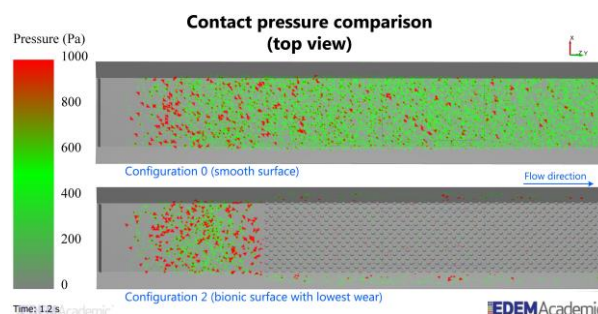 Contact pressure comparison
(top view)
Pressure (Pa)
1000
800
600
400
200
0
X
Z Y
Configuration 0 (smooth surface)
Flow direction
Configuration 2 (bionic surface with lowest wear)
Time: 1.2 s
EDEM Academic